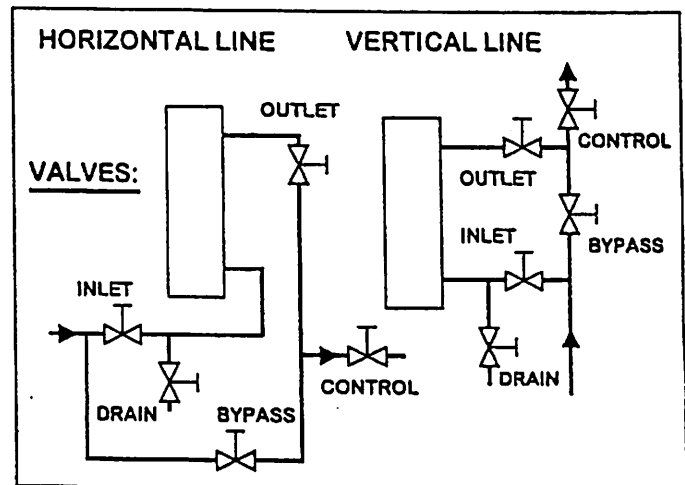 HORIZONTAL LINE
VERTICAL LINE
VALVES:
OUTLET
INLET
DRAIN
BYPASS
CONTROL
CONTROL
OUTLET
INLET
BYPASS
DRAIN